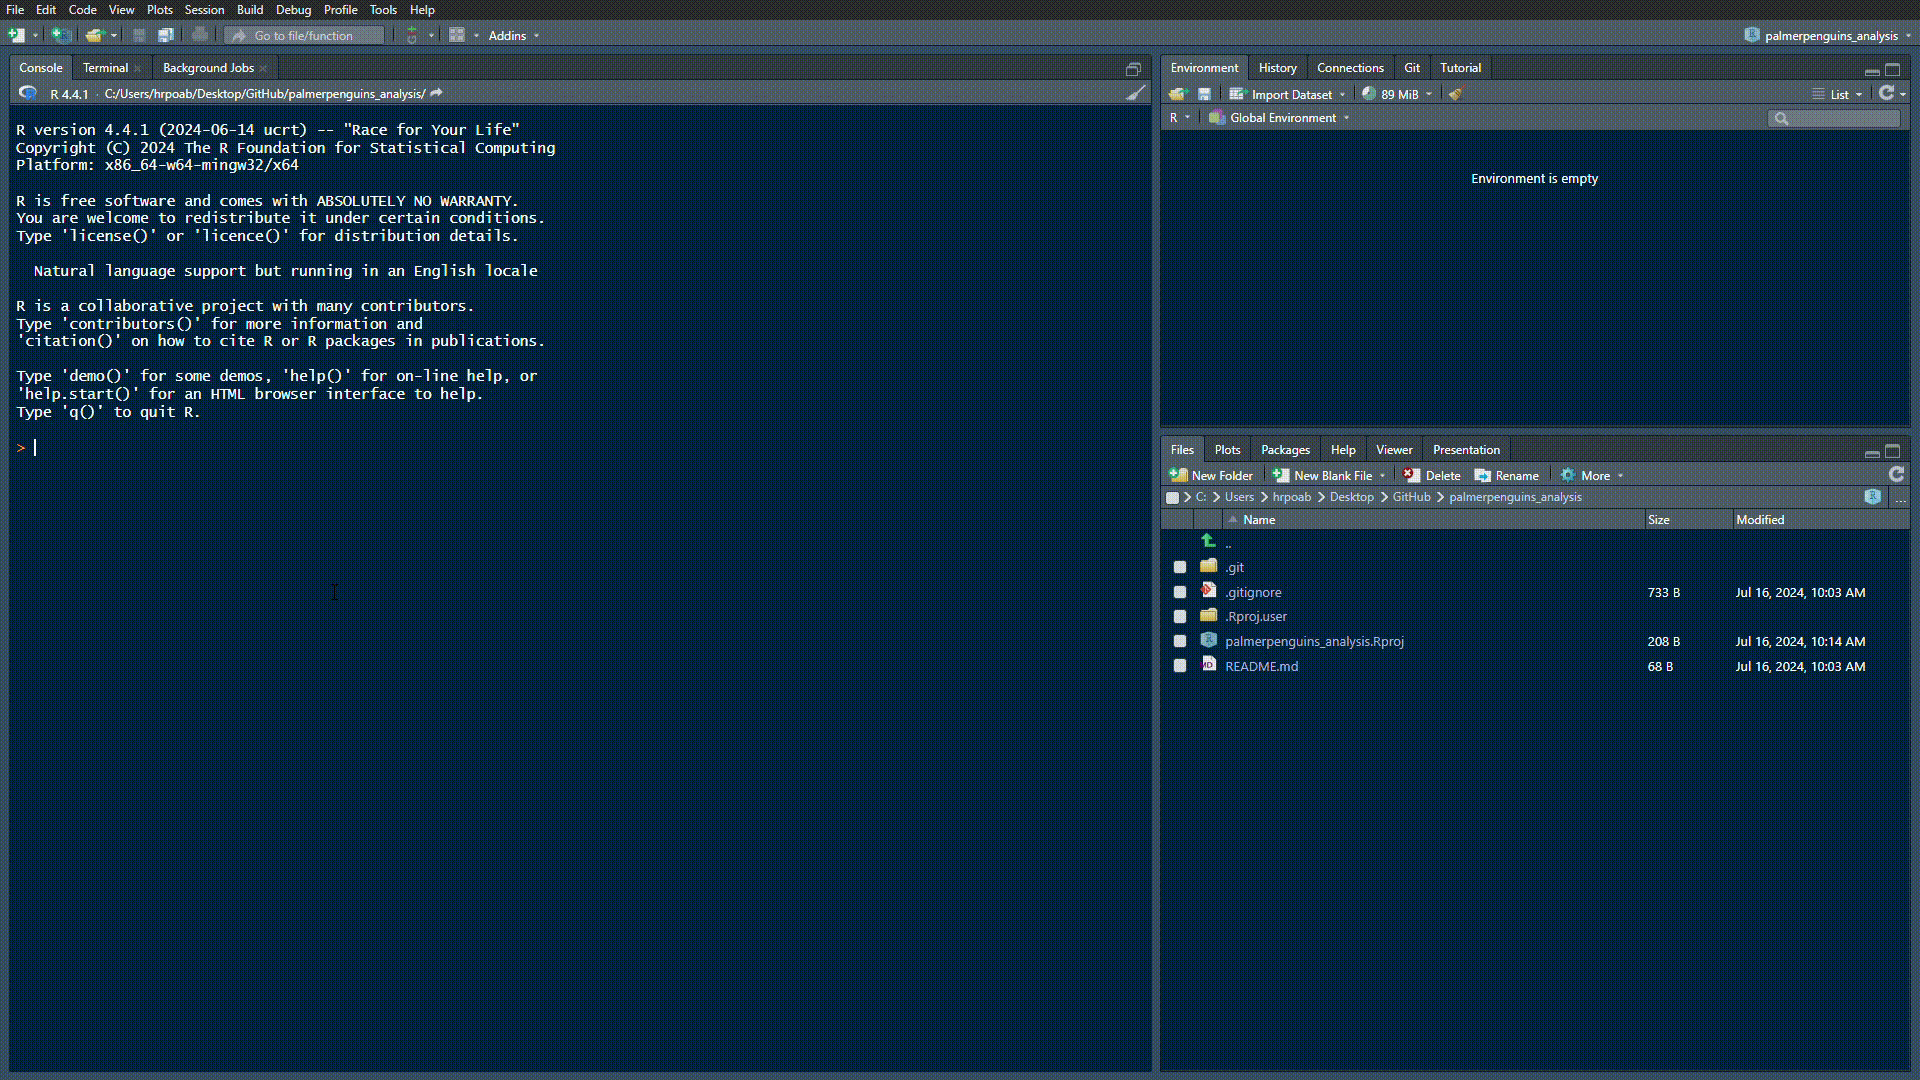 File Edit Code View Plots Session Build Debug Profile Tools Help
Go to file/function Addins palmerpenguins_analysis
Console Terminal Background Jobs
R 4.4.1 · C:/Users/hrpoab/Desktop/GitHub/palmerpenguins_analysis/
R version 4.4.1 (2024-06-14 ucrt) -- "Race for Your Life"
Copyright (C) 2024 The R Foundation for Statistical Computing
Platform: x86_64-w64-mingw32/x64
R is free software and comes with ABSOLUTELY NO WARRANTY.
You are welcome to redistribute it under certain conditions.
Type 'license()' or 'licence()' for distribution details.
Natural language support but running in an English locale
R is a collaborative project with many contributors.
Type 'contributors()' for more information and
'citation()' on how to cite R or R packages in publications.
Type 'demo()' for some demos, 'help()' for on-line help, or
'help.start()' for an HTML browser interface to help.
Type 'q()' to quit R.
>
Environment History Connections Git Tutorial
Import Dataset 89 MiB List
R Global Environment
Environment is empty
Files Plots Packages Help Viewer Presentation
New Folder New Blank File Delete Rename More
C: > Users > hrpoab > Desktop > GitHub > palmerpenguins_analysis R ...
Name Size Modified
..
.git
.gitignore 733 B Jul 16, 2024, 10:03 AM
.Rproj.user
palmerpenguins_analysis.Rproj 208 B Jul 16, 2024, 10:14 AM
README.md 68 B Jul 16, 2024, 10:03 AM